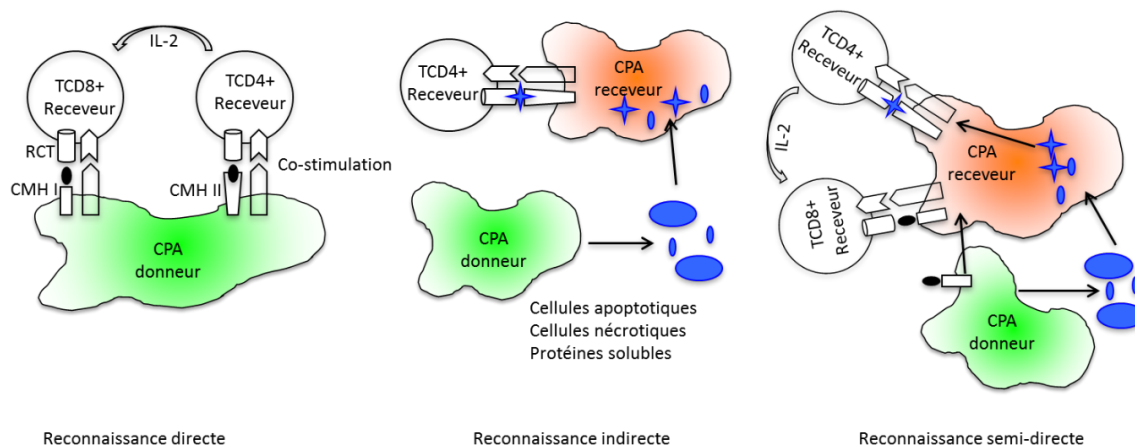 IL-2
TCD8+
Receveur
TCD4+
Receveur
RCT
CMH I
CMH II
Co-stimulation
CPA
donneur
Reconnaissance directe
TCD4+
Receveur
CPA
receveur
CPA
donneur
Cellules apoptotiques
Cellules nécrotiques
Protéines solubles
Reconnaissance indirecte
TCD4+
Receveur
IL-2
TCD8+
Receveur
CPA
receveur
CPA
donneur
Reconnaissance semi-directe